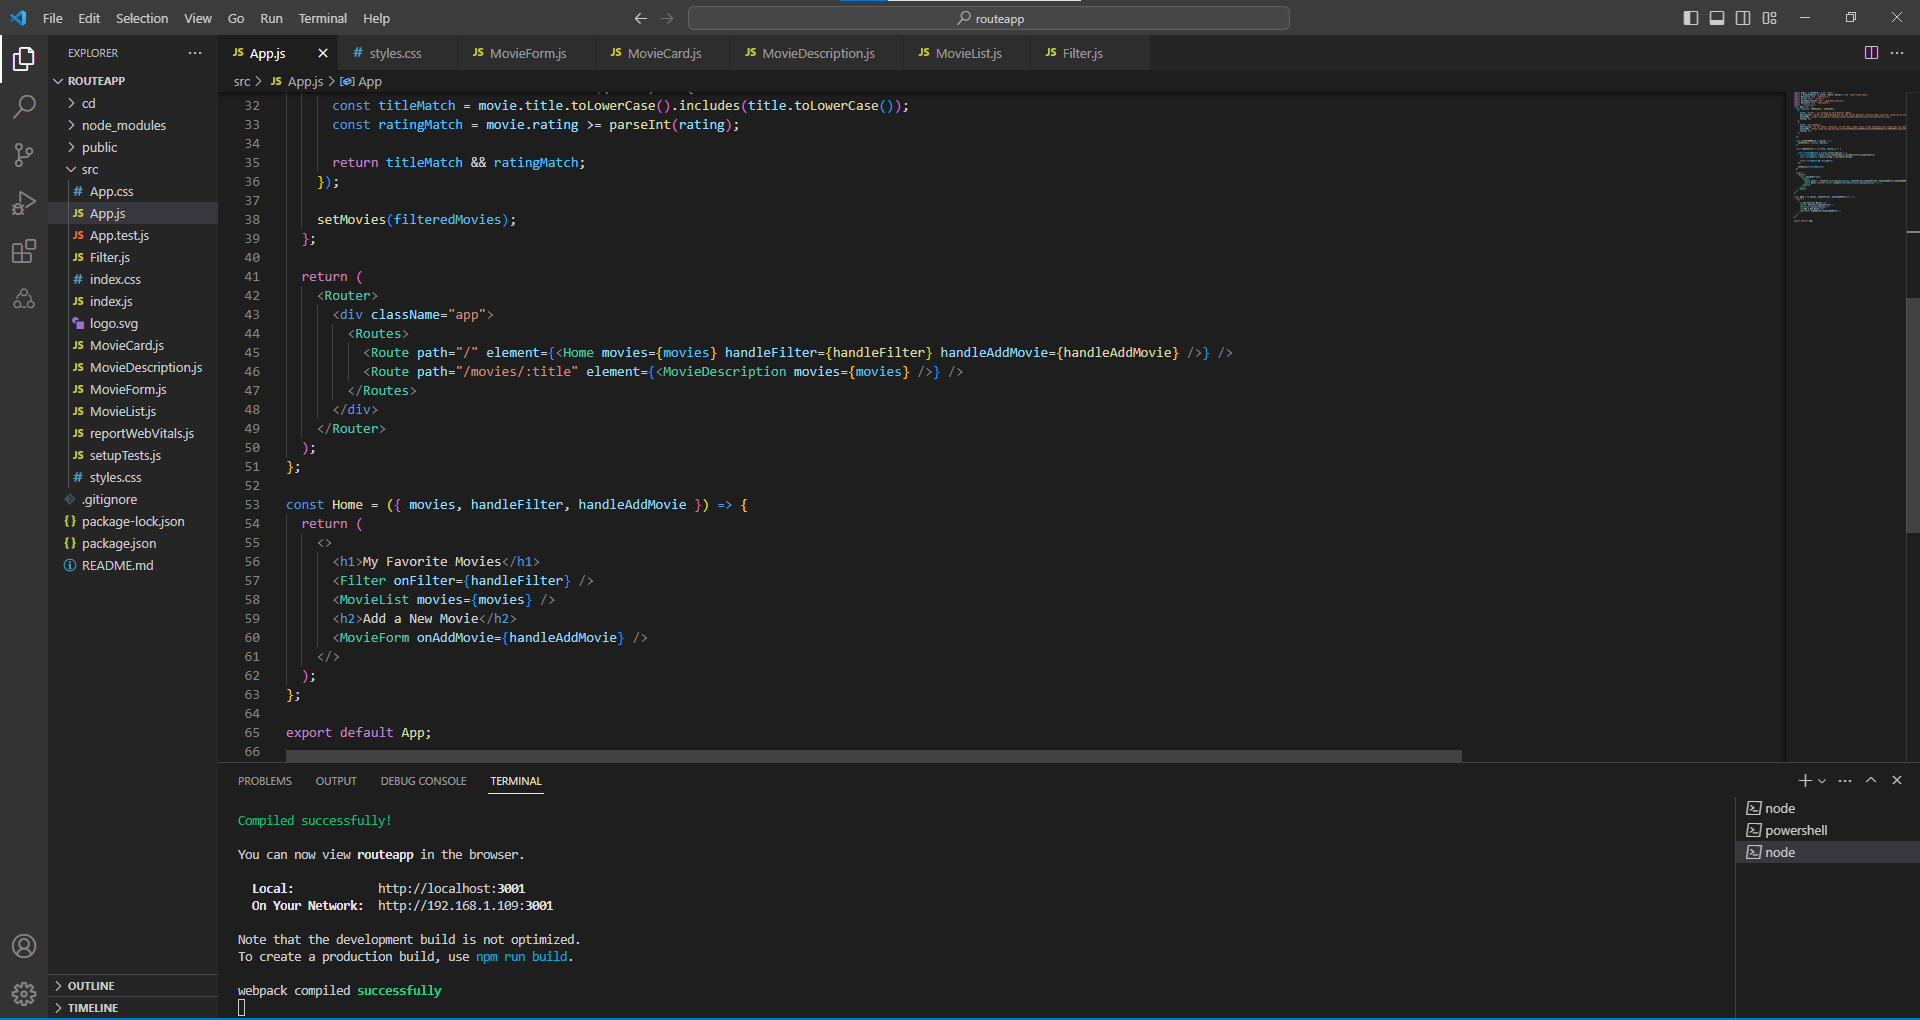 File Edit Selection View Go Run Terminal Help
routeapp
EXPLORER
ROUTEAPP
cd
node_modules
public
src
# App.css
JS App.js
JS App.test.js
JS Filter.js
# index.css
JS index.js
logo.svg
JS MovieCard.js
JS MovieDescription.js
JS MovieForm.js
JS MovieList.js
JS reportWebVitals.js
JS setupTests.js
# styles.css
.gitignore
{} package-lock.json
{} package.json
README.md
OUTLINE
TIMELINE
JS App.js # styles.css JS MovieForm.js JS MovieCard.js JS MovieDescription.js JS MovieList.js JS Filter.js
src > JS App.js > App
32 const titleMatch = movie.title.toLowerCase().includes(title.toLowerCase());
33 const ratingMatch = movie.rating >= parseInt(rating);
34
35 return titleMatch && ratingMatch;
36 });
37
38 setMovies(filteredMovies);
39 };
40
41 return (
42 <Router>
43 <div className="app">
44 <Routes>
45 <Route path="/" element={<Home movies={movies} handleFilter={handleFilter} handleAddMovie={handleAddMovie} />} />
46 <Route path="/movies/:title" element={<MovieDescription movies={movies} />} />
47 </Routes>
48 </div>
49 </Router>
50 );
51 };
52
53 const Home = ({ movies, handleFilter, handleAddMovie }) => {
54 return (
55 <>
56 <h1>My Favorite Movies</h1>
57 <Filter onFilter={handleFilter} />
58 <MovieList movies={movies} />
59 <h2>Add a New Movie</h2>
60 <MovieForm onAddMovie={handleAddMovie} />
61 </>
62 );
63 };
64
65 export default App;
66
PROBLEMS OUTPUT DEBUG CONSOLE TERMINAL
Compiled successfully!
You can now view routeapp in the browser.
Local: http://localhost:3001
On Your Network: http://192.168.1.109:3001
Note that the development build is not optimized.
To create a production build, use npm run build.
webpack compiled successfully
node
powershell
node